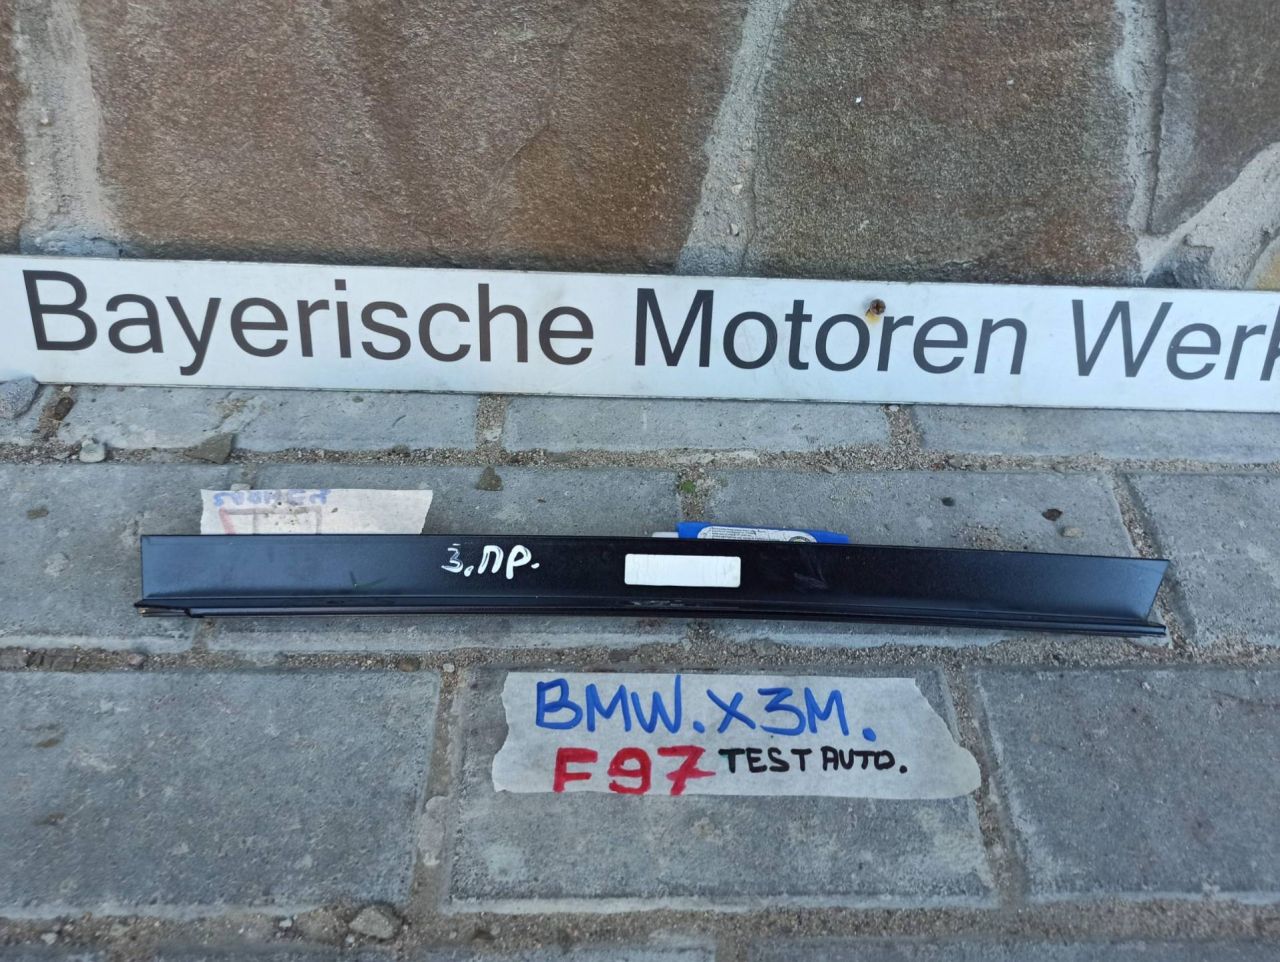 Bayerische Motoren Werk
З.ПР.
BMW.X3M.
F97 TEST AUTO.